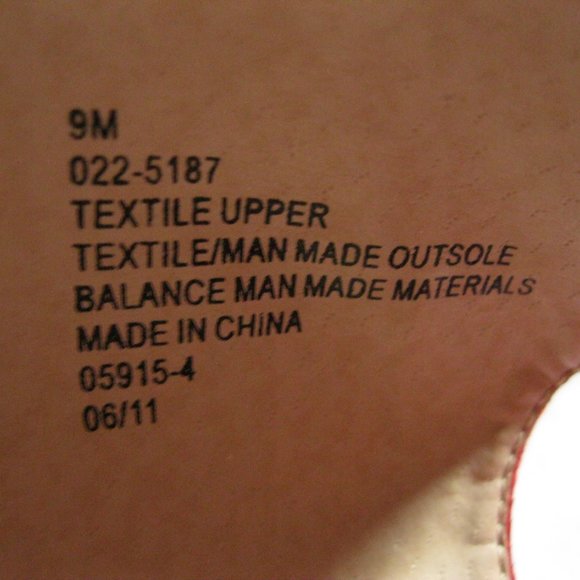 9M
022-5187
TEXTILE UPPER
TEXTILE/MAN MADE OUTSOLE
BALANCE MAN MADE MATERIALS
MADE IN CHINA
05915-4
06/11